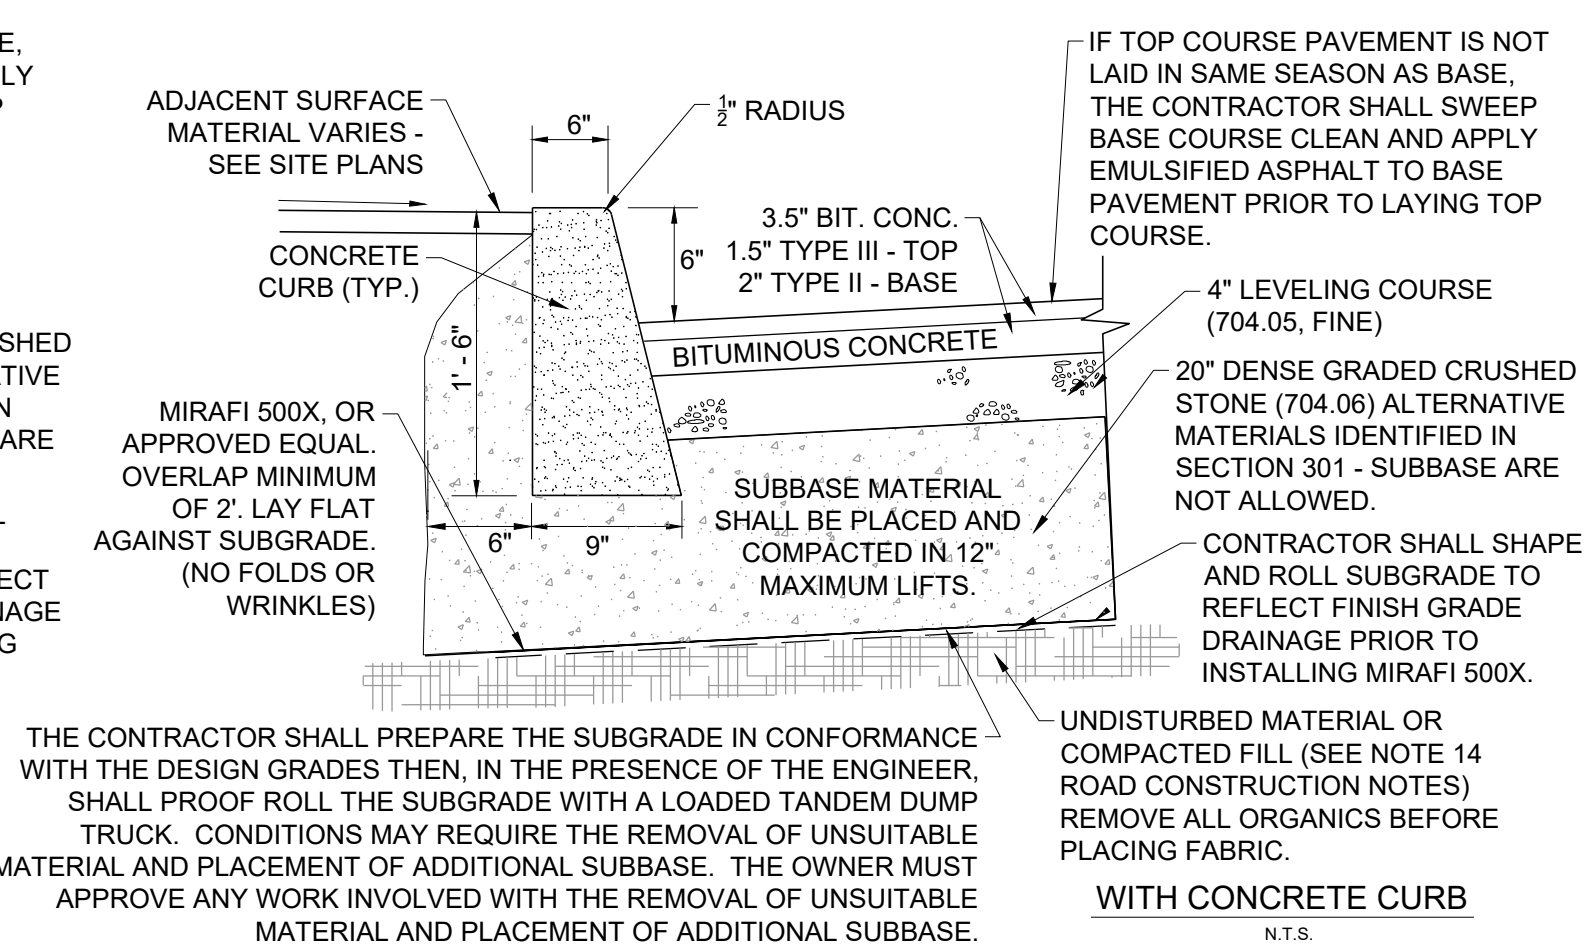 E,
LY
SHED
ATIVE
N
ARE
ECT
NAGE
G
ADJACENT SURFACE
MATERIAL VARIES -
SEE SITE PLANS
6"
½" RADIUS
CONCRETE
CURB (TYP.)
1' - 6"
6"
3.5" BIT. CONC.
1.5" TYPE III - TOP
2" TYPE II - BASE
BITUMINOUS CONCRETE
MIRAFI 500X, OR
APPROVED EQUAL.
OVERLAP MINIMUM
OF 2'. LAY FLAT
AGAINST SUBGRADE.
(NO FOLDS OR
WRINKLES)
6"
9"
SUBBASE MATERIAL
SHALL BE PLACED AND
COMPACTED IN 12"
MAXIMUM LIFTS.
IF TOP COURSE PAVEMENT IS NOT
LAID IN SAME SEASON AS BASE,
THE CONTRACTOR SHALL SWEEP
BASE COURSE CLEAN AND APPLY
EMULSIFIED ASPHALT TO BASE
PAVEMENT PRIOR TO LAYING TOP
COURSE.
4" LEVELING COURSE
(704.05, FINE)
20" DENSE GRADED CRUSHED
STONE (704.06) ALTERNATIVE
MATERIALS IDENTIFIED IN
SECTION 301 - SUBBASE ARE
NOT ALLOWED.
CONTRACTOR SHALL SHAPE
AND ROLL SUBGRADE TO
REFLECT FINISH GRADE
DRAINAGE PRIOR TO
INSTALLING MIRAFI 500X.
UNDISTURBED MATERIAL OR
COMPACTED FILL (SEE NOTE 14
ROAD CONSTRUCTION NOTES)
REMOVE ALL ORGANICS BEFORE
PLACING FABRIC.
THE CONTRACTOR SHALL PREPARE THE SUBGRADE IN CONFORMANCE
WITH THE DESIGN GRADES THEN, IN THE PRESENCE OF THE ENGINEER,
SHALL PROOF ROLL THE SUBGRADE WITH A LOADED TANDEM DUMP
TRUCK. CONDITIONS MAY REQUIRE THE REMOVAL OF UNSUITABLE
MATERIAL AND PLACEMENT OF ADDITIONAL SUBBASE. THE OWNER MUST
APPROVE ANY WORK INVOLVED WITH THE REMOVAL OF UNSUITABLE
MATERIAL AND PLACEMENT OF ADDITIONAL SUBBASE.
WITH CONCRETE CURB
N.T.S.